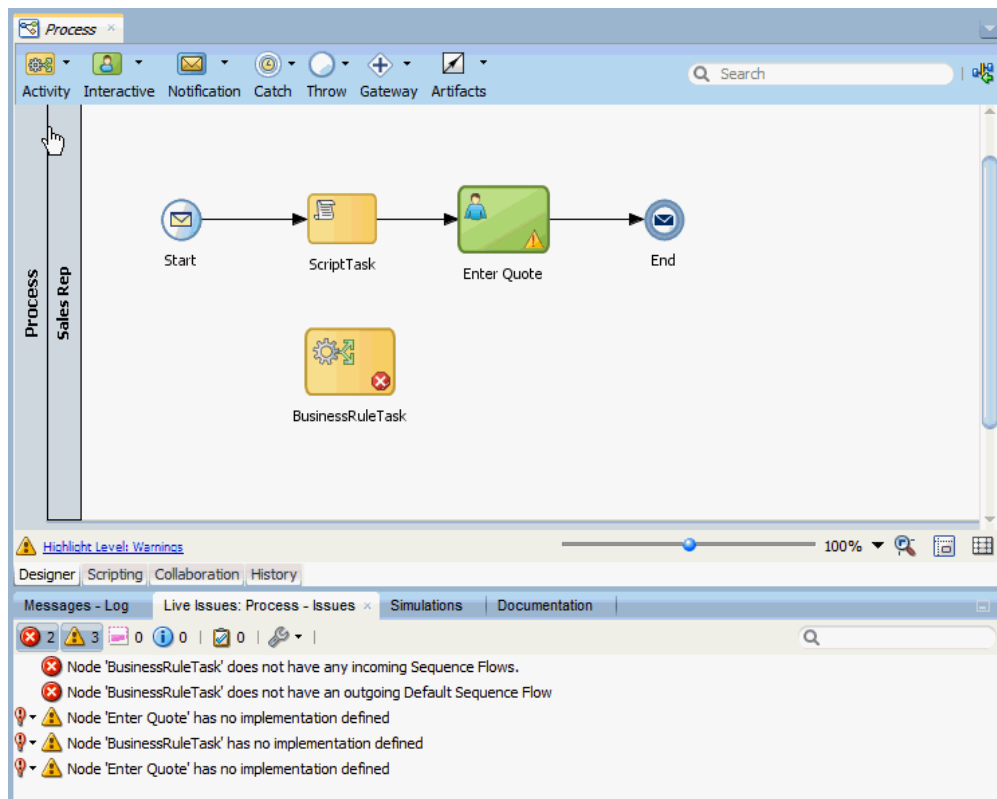 Process
Activity Interactive Notification Catch Throw Gateway Artifacts Search
Process
Sales Rep
Start
ScriptTask
Enter Quote
End
BusinessRuleTask
Highlight Level: Warnings 100%
Designer Scripting Collaboration History
Messages - Log Live Issues: Process - Issues Simulations Documentation
2 3 0 0 0
Node 'BusinessRuleTask' does not have any incoming Sequence Flows.
Node 'BusinessRuleTask' does not have an outgoing Default Sequence Flow
Node 'Enter Quote' has no implementation defined
Node 'BusinessRuleTask' has no implementation defined
Node 'Enter Quote' has no implementation defined